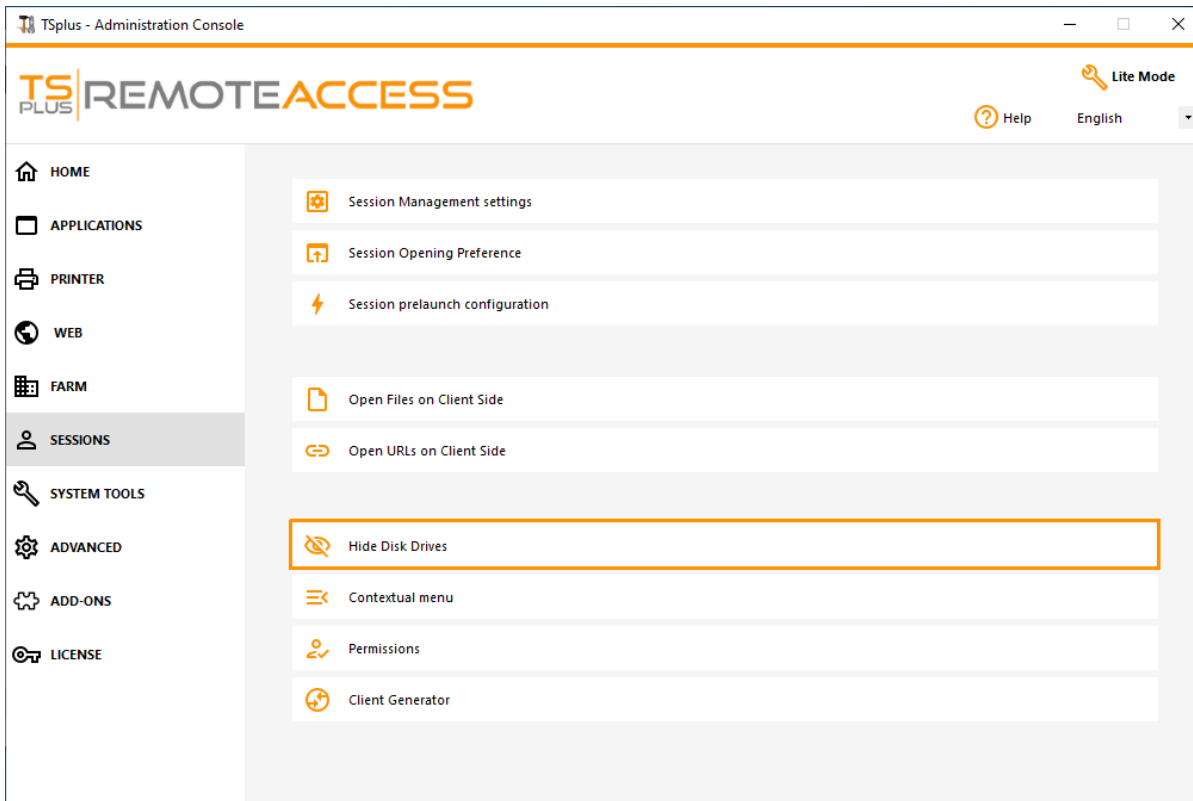 TSplus - Administration Console
TS PLUS REMOTEACCESS
Lite Mode
Help
English
HOME
APPLICATIONS
PRINTER
WEB
FARM
SESSIONS
SYSTEM TOOLS
ADVANCED
ADD-ONS
LICENSE
Session Management settings
Session Opening Preference
Session prelaunch configuration
Open Files on Client Side
Open URLs on Client Side
Hide Disk Drives
Contextual menu
Permissions
Client Generator